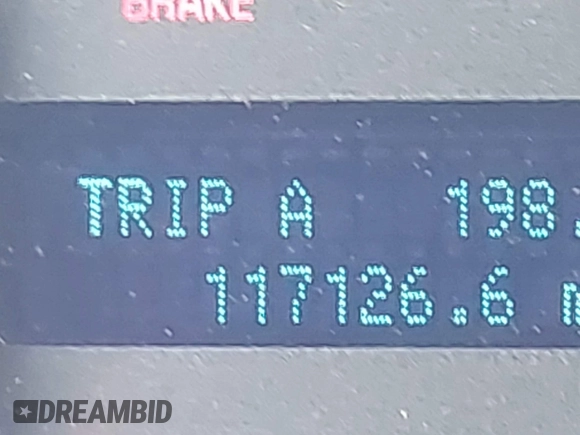 BRAKE
TRIP A 198.
117126.6 m
DREAMBID